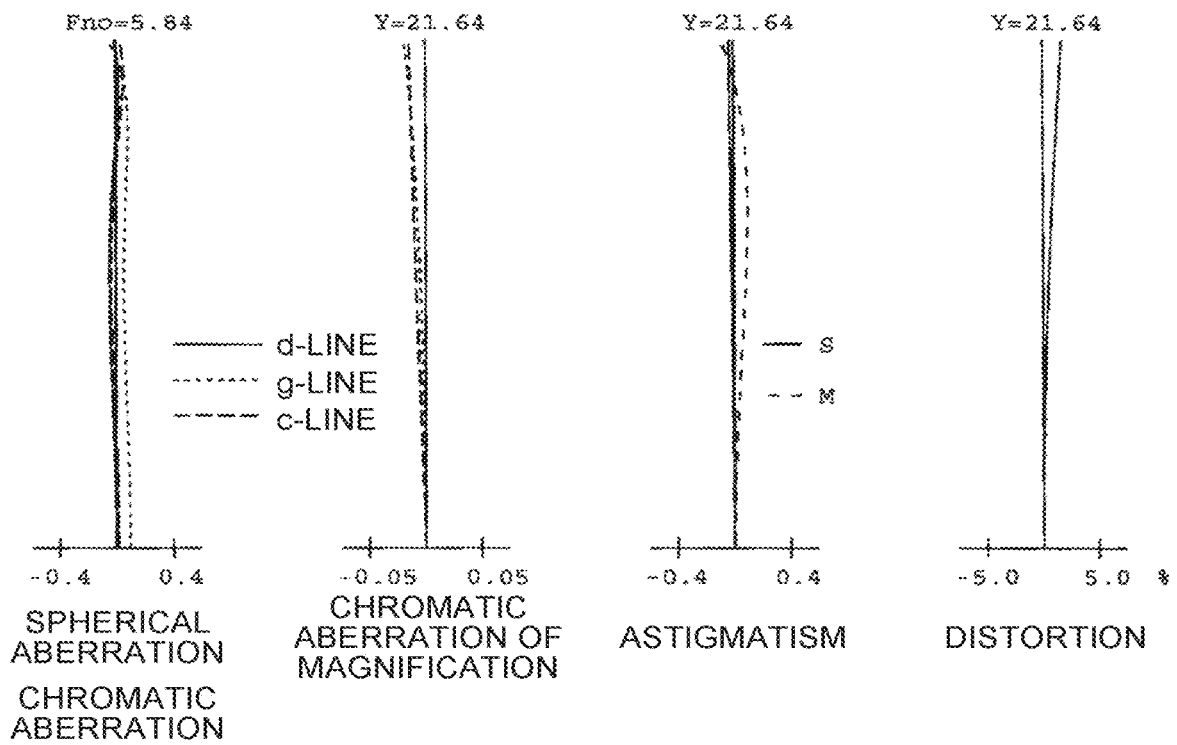 Fno=5.84
Y=21.64
Y=21.64
Y=21.64
d-LINE
g-LINE
c-LINE
S
M
-0.4 0.4
-0.05 0.05
-0.4 0.4
-5.0 5.0 %
SPHERICAL
ABERRATION
CHROMATIC
ABERRATION
CHROMATIC
ABERRATION OF
MAGNIFICATION
ASTIGMATISM
DISTORTION